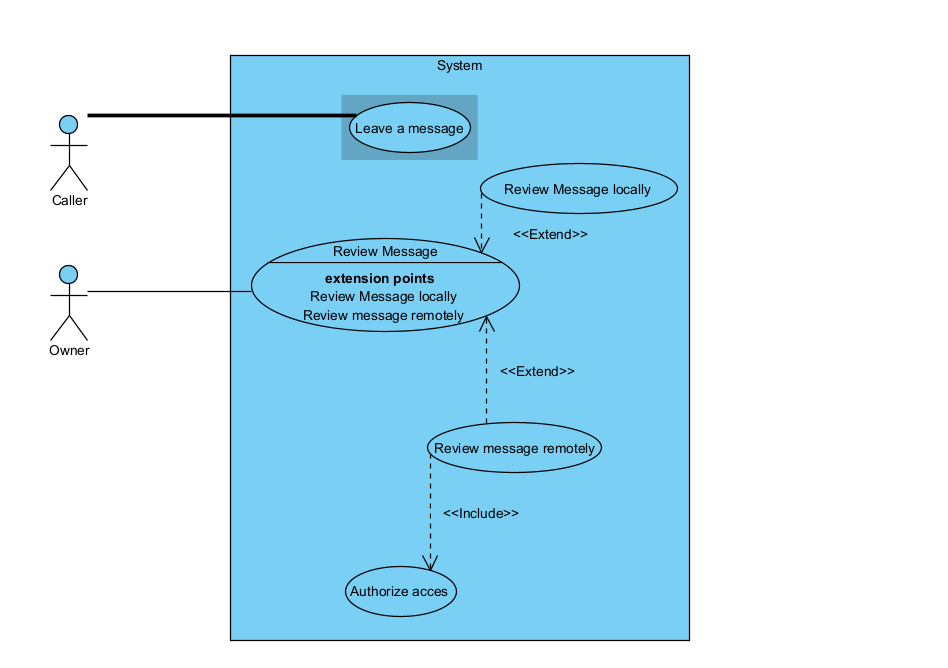 System
Leave a message
Caller
Review Message locally
<<Extend>>
Review Message
extension points
Review Message locally
Review message remotely
Owner
<<Extend>>
Review message remotely
<<Include>>
Authorize acces